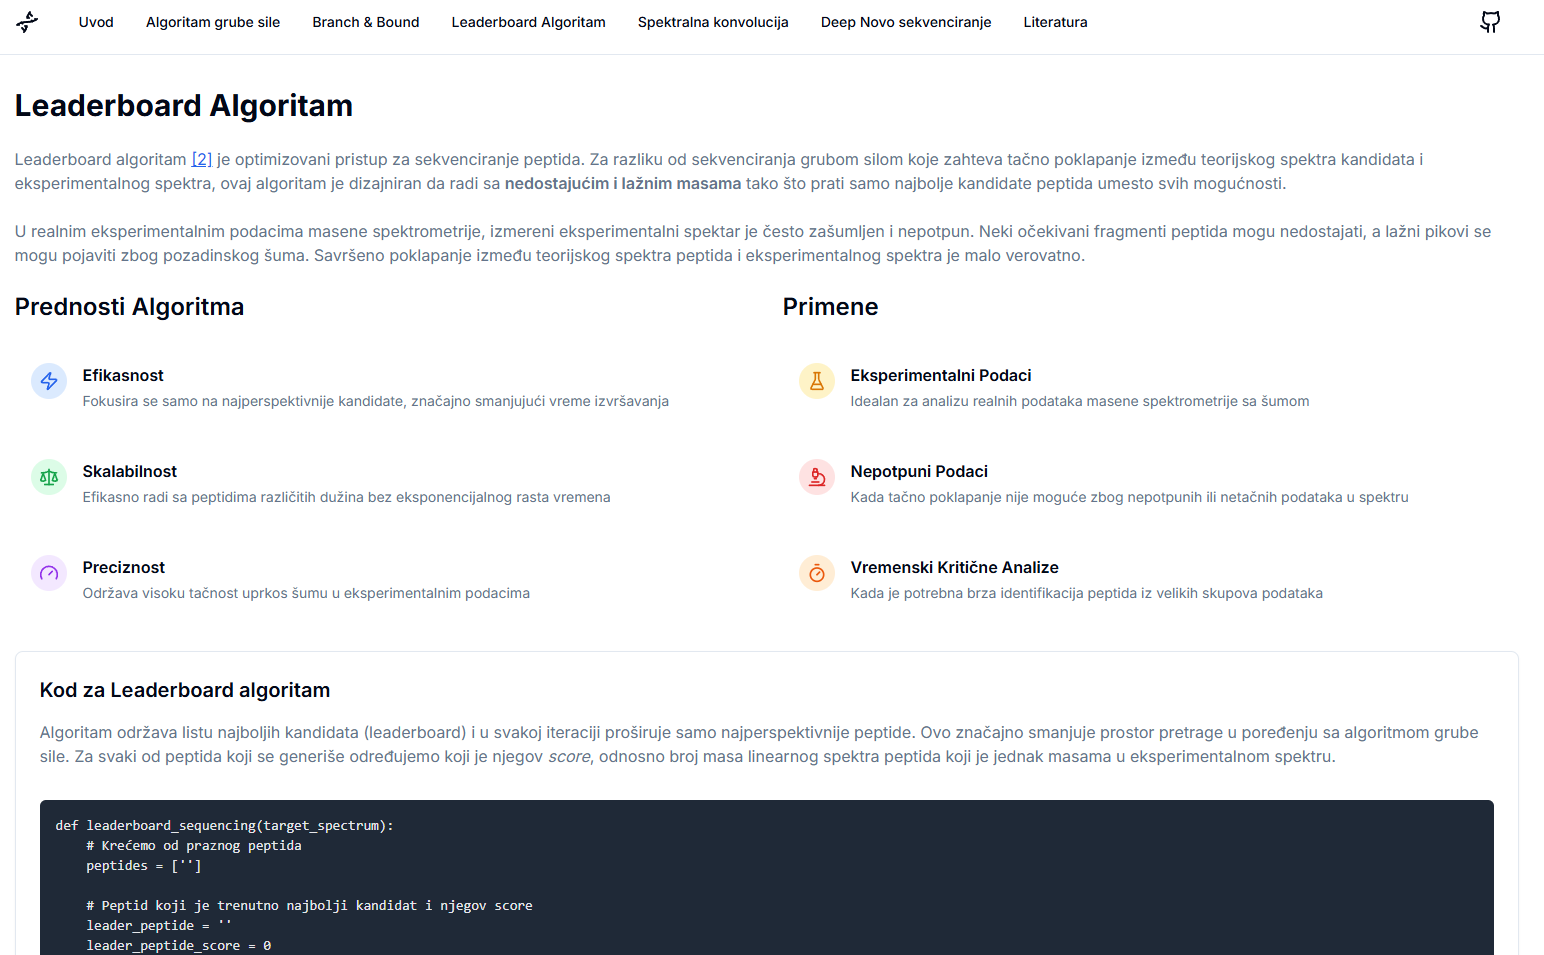 Uvod Algoritam grube sile Branch & Bound Leaderboard Algoritam Spektralna konvolucija Deep Novo sekvenciranje Literatura
Leaderboard Algoritam
Leaderboard algoritam [2] je optimizovani pristup za sekvenciranje peptida. Za razliku od sekvenciranja grubom silom koje zahteva tačno poklapanje između teorijskog spektra kandidata i
eksperimentalnog spektra, ovaj algoritam je dizajniran da radi sa nedostajućim i lažnim masama tako što prati samo najbolje kandidate peptida umesto svih mogućnosti.
U realnim eksperimentalnim podacima masene spektrometrije, izmereni eksperimentalni spektar je često zašumljen i nepotpun. Neki očekivani fragmenti peptida mogu nedostajati, a lažni pikovi se
mogu pojaviti zbog pozadinskog šuma. Savršeno poklapanje između teorijskog spektra peptida i eksperimentalnog spektra je malo verovatno.
Prednosti Algoritma
Efikasnost
Fokusira se samo na najperspektivnije kandidate, značajno smanjujući vreme izvršavanja
Skalabilnost
Efikasno radi sa peptidima različitih dužina bez eksponencijalnog rasta vremena
Preciznost
Održava visoku tačnost uprkos šumu u eksperimentalnim podacima
Primene
Eksperimentalni Podaci
Idealan za analizu realnih podataka masene spektrometrije sa šumom
Nepotpuni Podaci
Kada tačno poklapanje nije moguće zbog nepotpunih ili netačnih podataka u spektru
Vremenski Kritične Analize
Kada je potrebna brza identifikacija peptida iz velikih skupova podataka
Kod za Leaderboard algoritam
Algoritam održava listu najboljih kandidata (leaderboard) i u svakoj iteraciji proširuje samo najperspektivnije peptide. Ovo značajno smanjuje prostor pretrage u poređenju sa algoritmom grube
sile. Za svaki od peptida koji se generiše određujemo koji je njegov score, odnosno broj masa linearnog spektra peptida koji je jednak masama u eksperimentalnom spektru.
def leaderboard_sequencing(target_spectrum):
    # Krećemo od praznog peptida
    peptides = ['']
    # Peptid koji je trenutno najbolji kandidat i njegov score
    leader_peptide = ''
    leader_peptide_score = 0